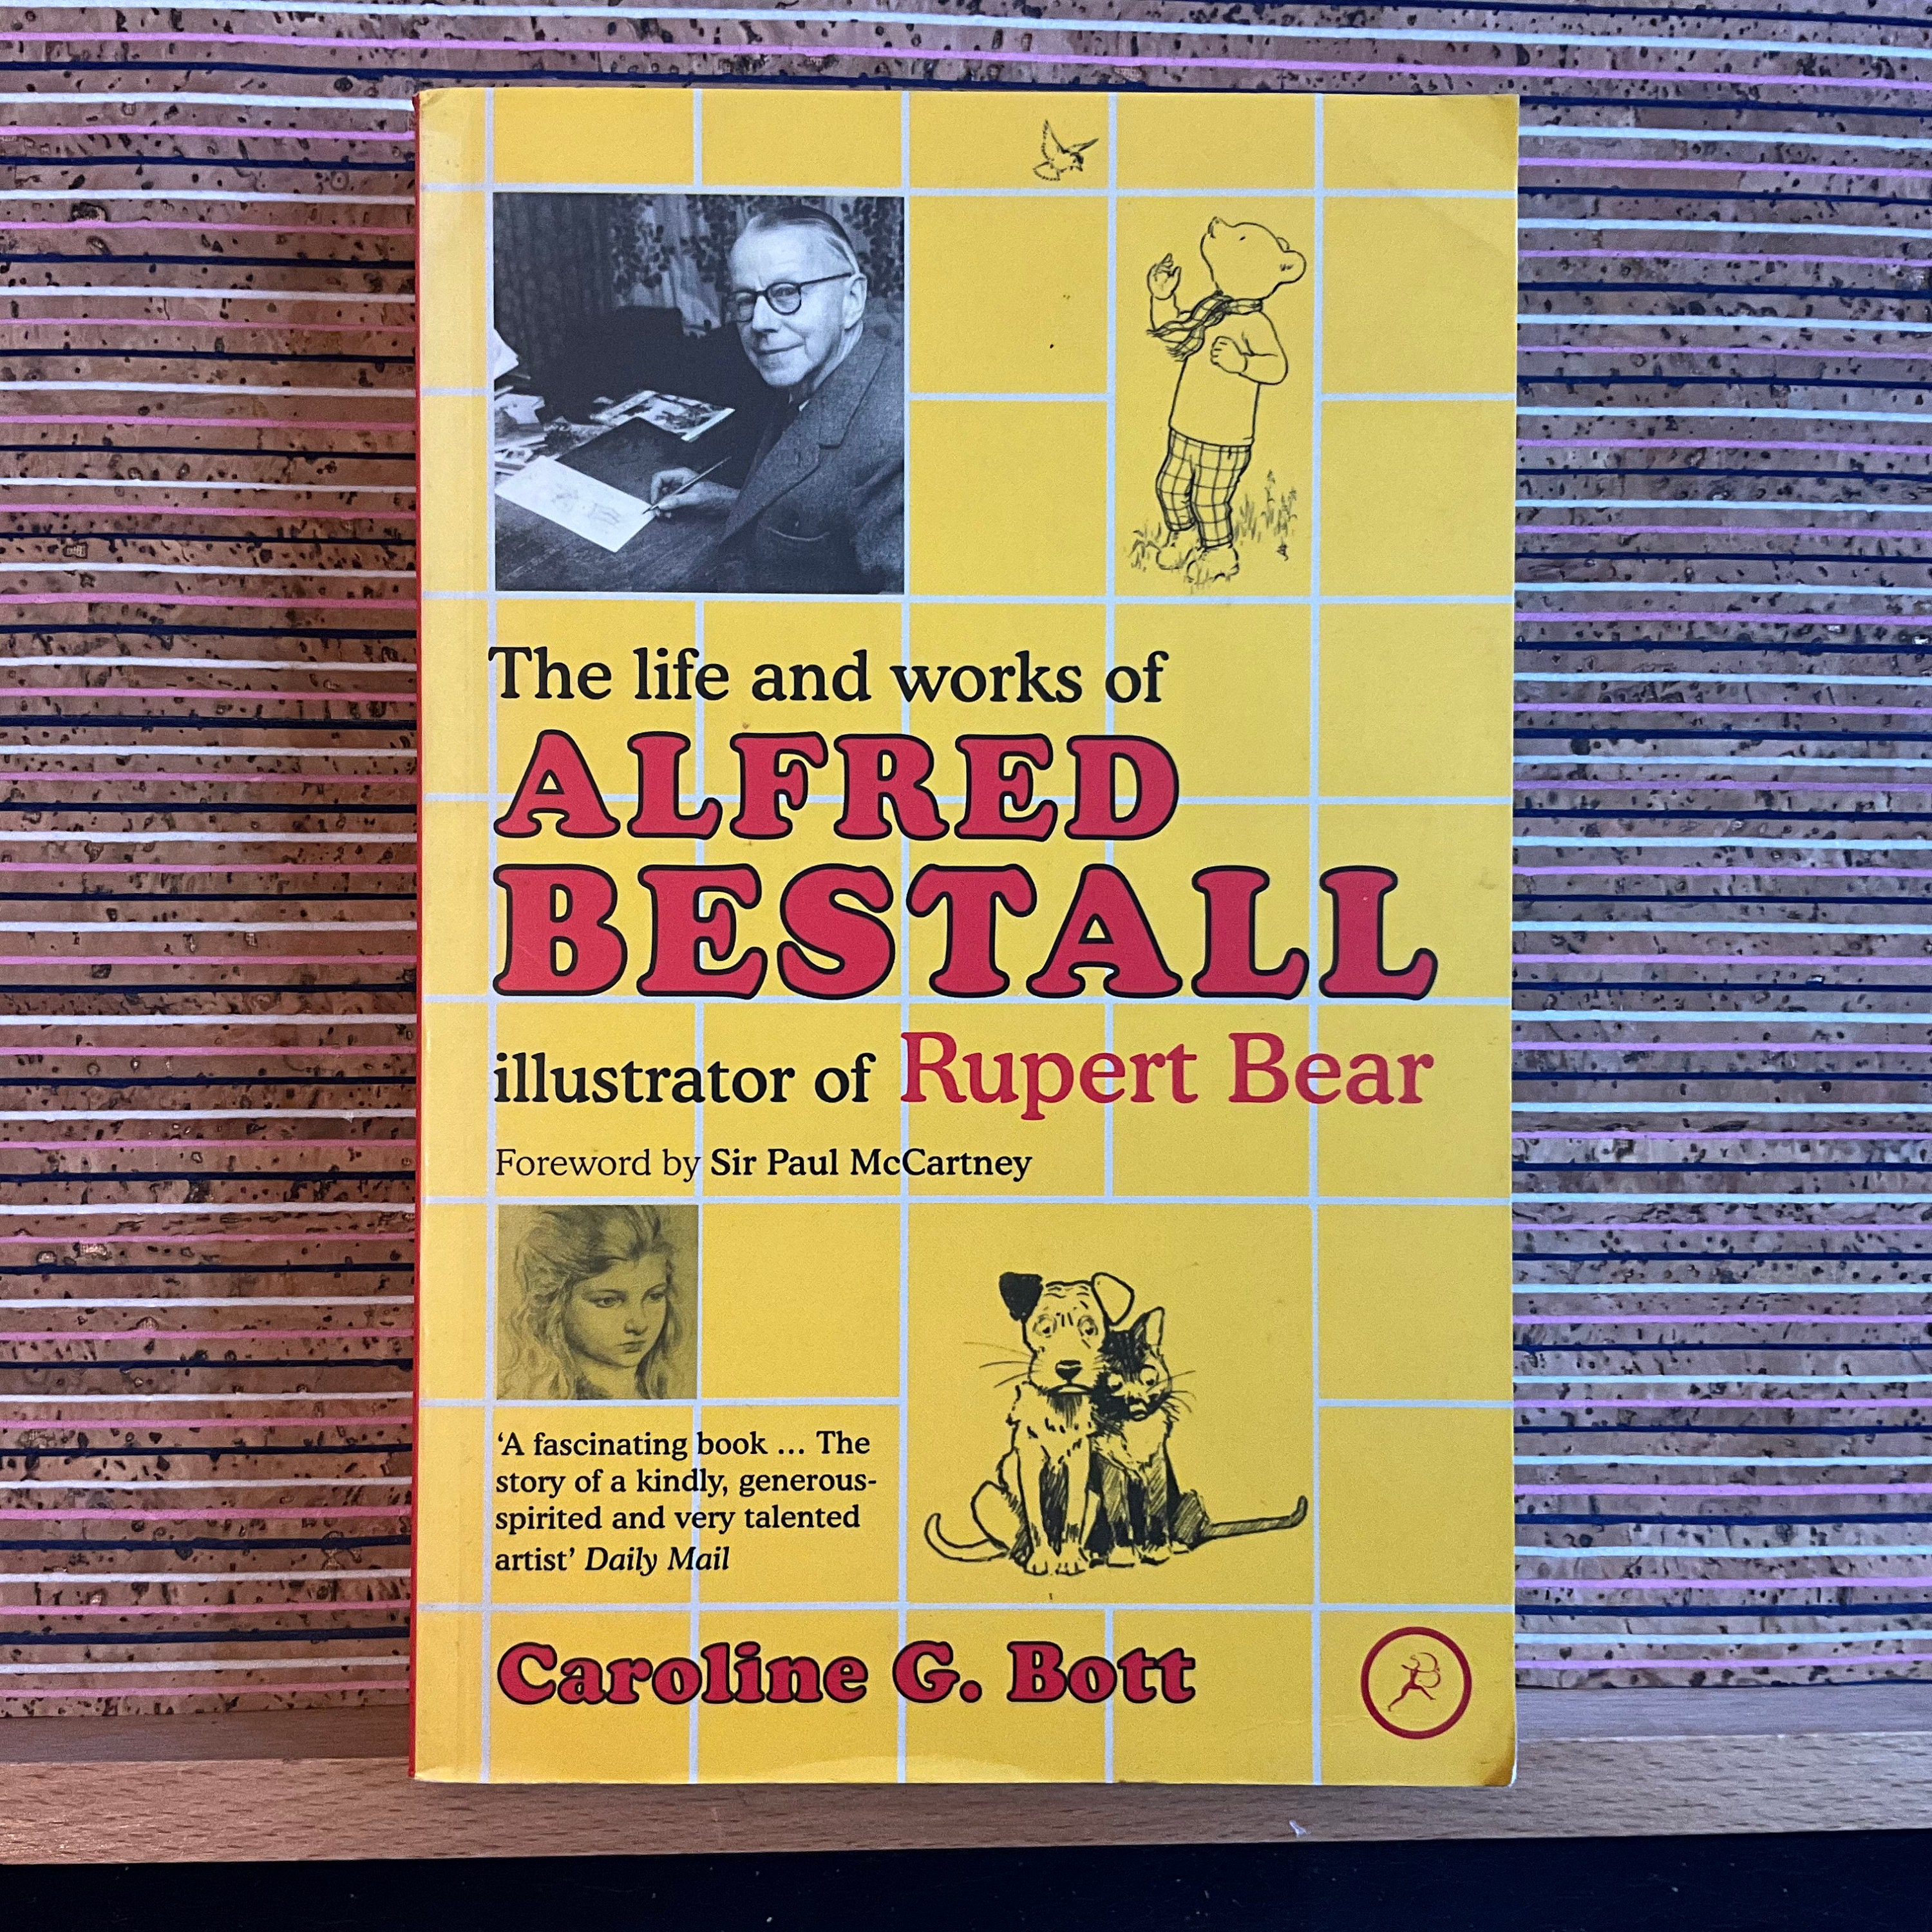 The life and works of
ALFRED
BESTALL
illustrator of Rupert Bear
Foreword by Sir Paul McCartney
‘A fascinating book ... The
story of a kindly, generous-
spirited and very talented
artist’ Daily Mail
Caroline G. Bott